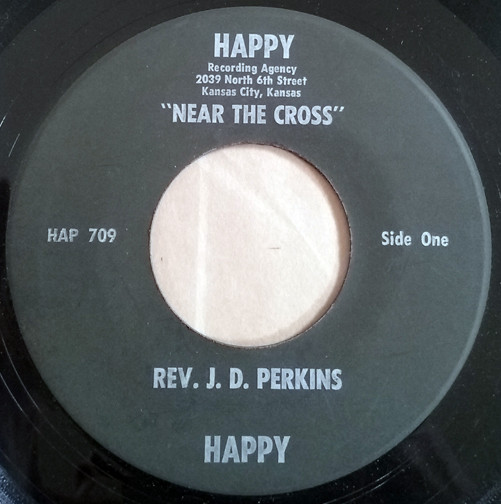 HAPPY
Recording Agency
2039 North 6th Street
Kansas City, Kansas
"NEAR THE CROSS"
HAP 709
Side One
REV. J. D. PERKINS
HAPPY